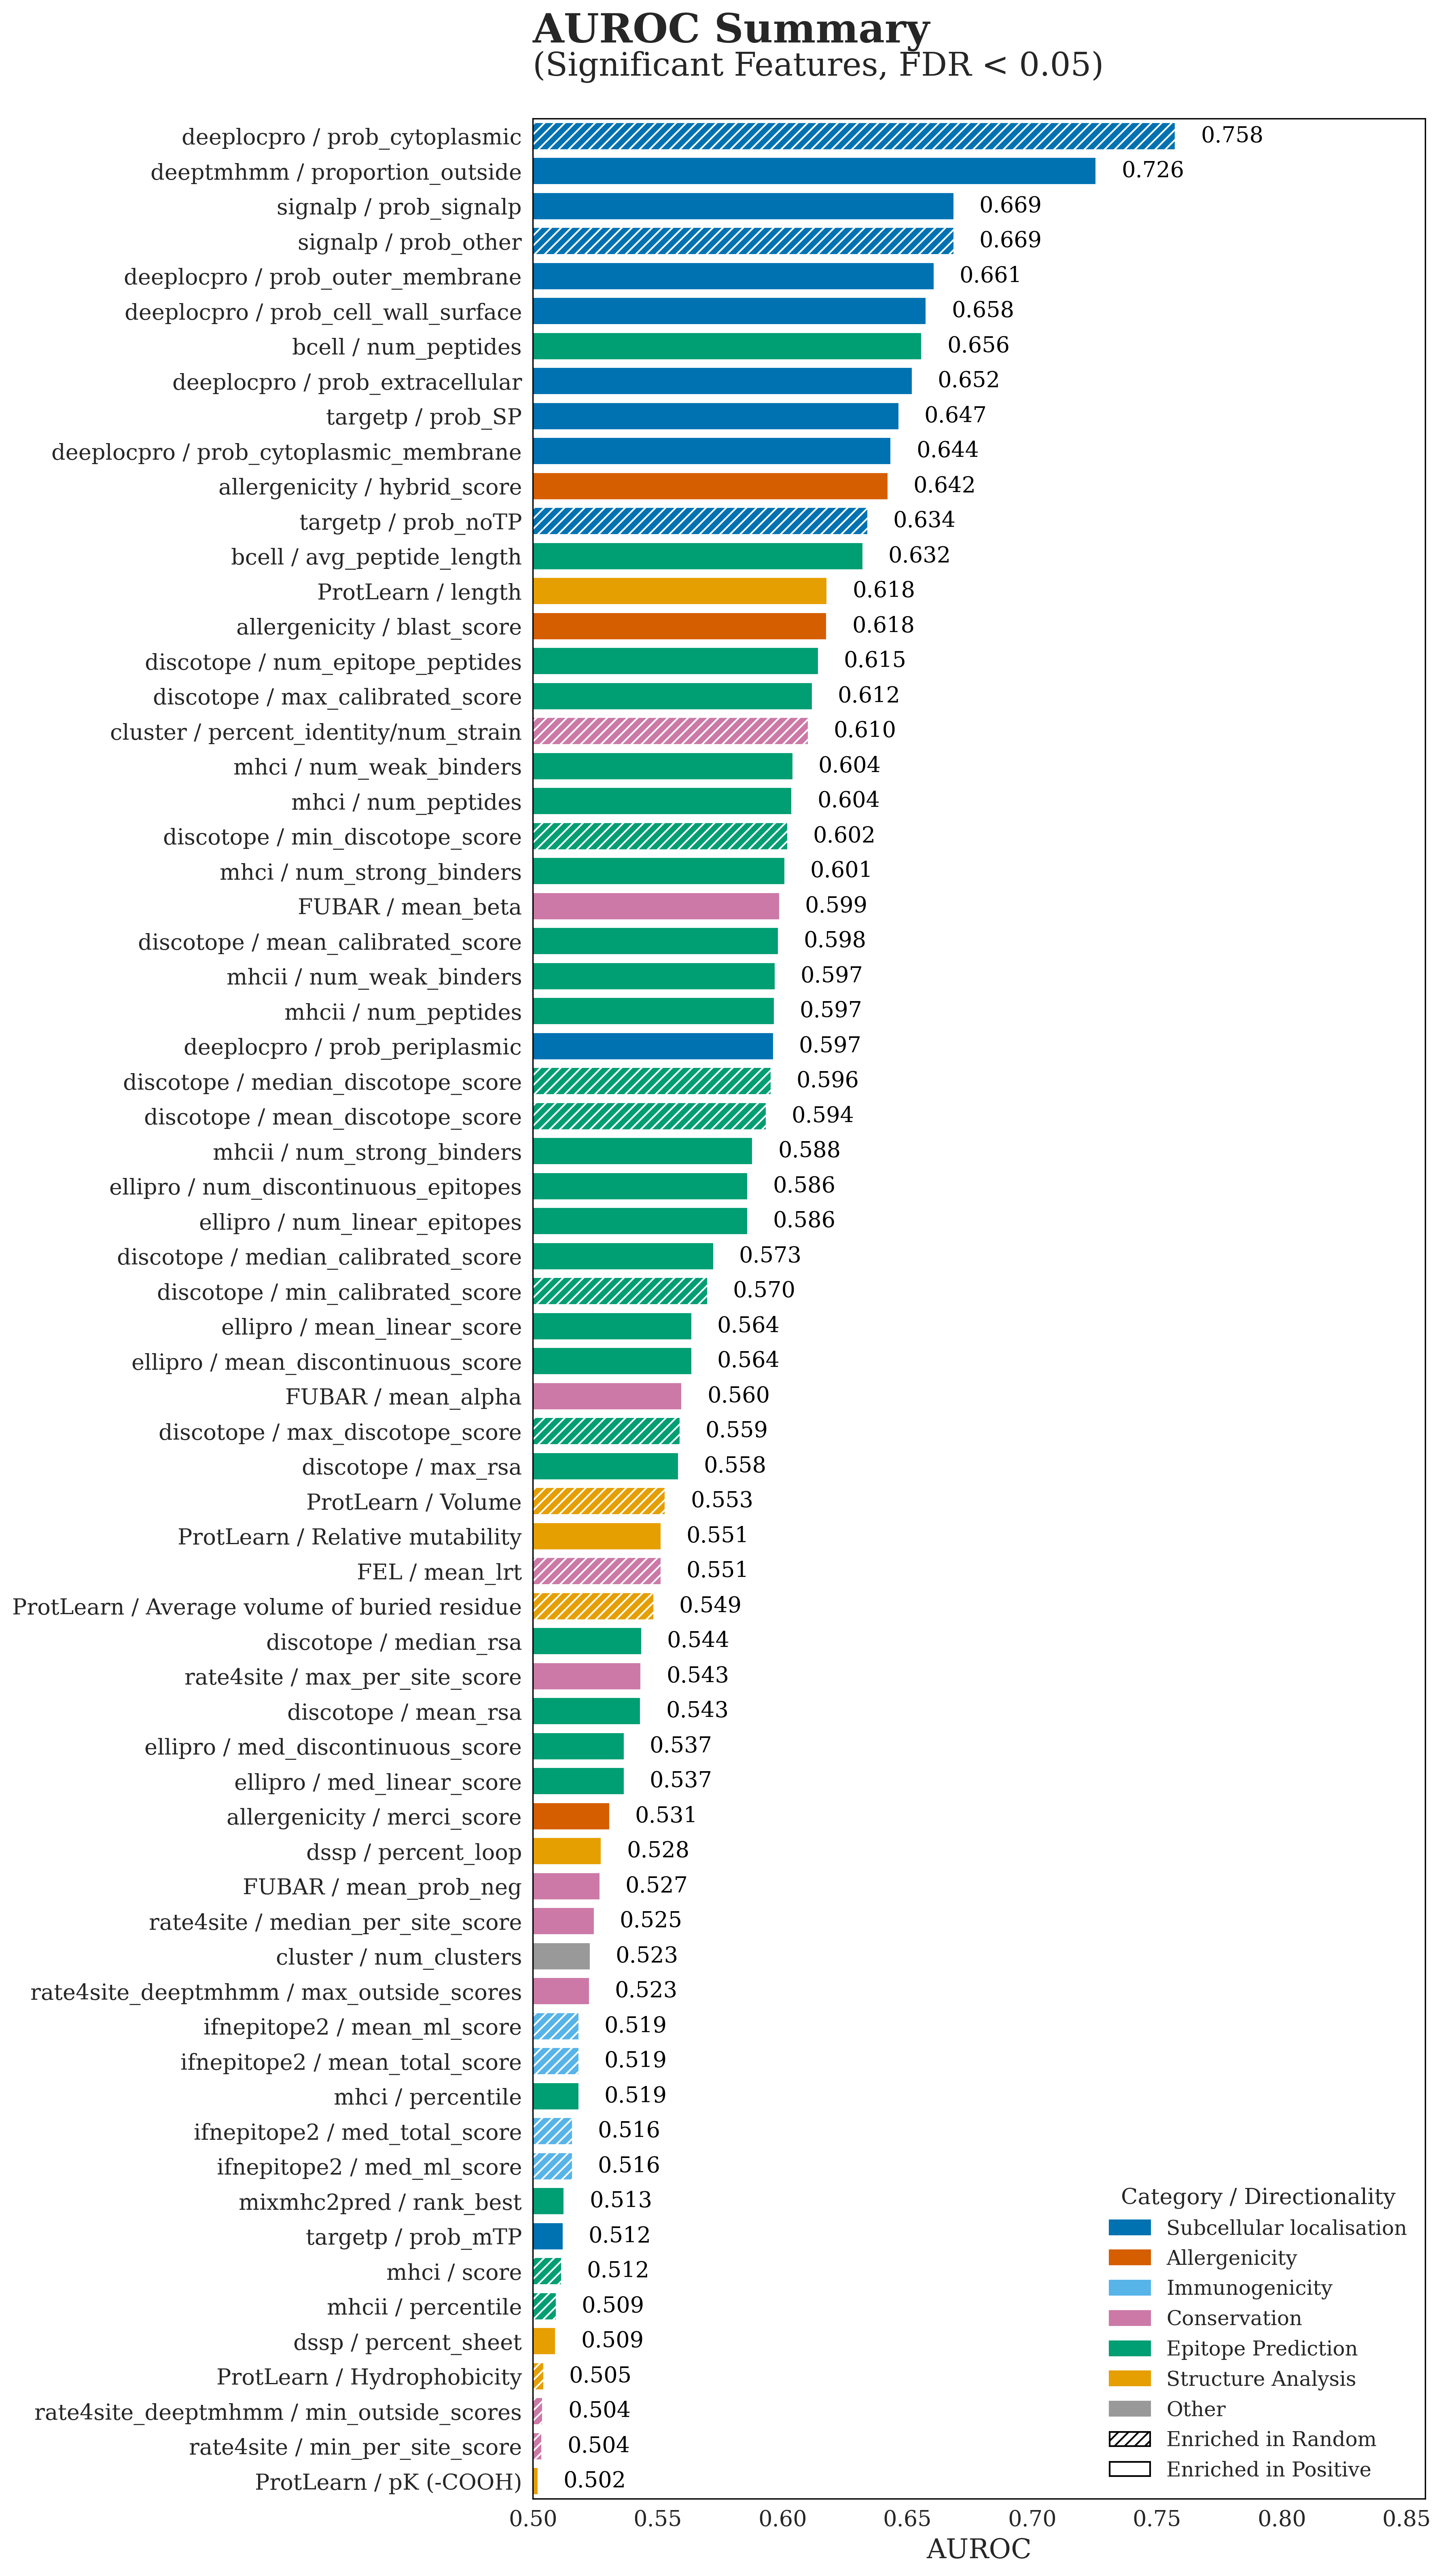 AUROC Summary
(Significant Features, FDR < 0.05)
deeplocpro / prob_cytoplasmic 0.758
deeptmhmm / proportion_outside 0.726
signalp / prob_signalp 0.669
signalp / prob_other 0.669
deeplocpro / prob_outer_membrane 0.661
deeplocpro / prob_cell_wall_surface 0.658
bcell / num_peptides 0.656
deeplocpro / prob_extracellular 0.652
targetp / prob_SP 0.647
deeplocpro / prob_cytoplasmic_membrane 0.644
allergenicity / hybrid_score 0.642
targetp / prob_noTP 0.634
bcell / avg_peptide_length 0.632
ProtLearn / length 0.618
allergenicity / blast_score 0.618
discotope / num_epitope_peptides 0.615
discotope / max_calibrated_score 0.612
cluster / percent_identity/num_strain 0.610
mhci / num_weak_binders 0.604
mhci / num_peptides 0.604
discotope / min_discotope_score 0.602
mhci / num_strong_binders 0.601
FUBAR / mean_beta 0.599
discotope / mean_calibrated_score 0.598
mhcii / num_weak_binders 0.597
mhcii / num_peptides 0.597
deeplocpro / prob_periplasmic 0.597
discotope / median_discotope_score 0.596
discotope / mean_discotope_score 0.594
mhcii / num_strong_binders 0.588
ellipro / num_discontinuous_epitopes 0.586
ellipro / num_linear_epitopes 0.586
discotope / median_calibrated_score 0.573
discotope / min_calibrated_score 0.570
ellipro / mean_linear_score 0.564
ellipro / mean_discontinuous_score 0.564
FUBAR / mean_alpha 0.560
discotope / max_discotope_score 0.559
discotope / max_rsa 0.558
ProtLearn / Volume 0.553
ProtLearn / Relative mutability 0.551
FEL / mean_lrt 0.551
ProtLearn / Average volume of buried residue 0.549
discotope / median_rsa 0.544
rate4site / max_per_site_score 0.543
discotope / mean_rsa 0.543
ellipro / med_discontinuous_score 0.537
ellipro / med_linear_score 0.537
allergenicity / merci_score 0.531
dssp / percent_loop 0.528
FUBAR / mean_prob_neg 0.527
rate4site / median_per_site_score 0.525
cluster / num_clusters 0.523
rate4site_deeptmhmm / max_outside_scores 0.523
ifnepitope2 / mean_ml_score 0.519
ifnepitope2 / mean_total_score 0.519
mhci / percentile 0.519
ifnepitope2 / med_total_score 0.516
ifnepitope2 / med_ml_score 0.516
mixmhc2pred / rank_best 0.513
targetp / prob_mTP 0.512
mhci / score 0.512
mhcii / percentile 0.509
dssp / percent_sheet 0.509
ProtLearn / Hydrophobicity 0.505
rate4site_deeptmhmm / min_outside_scores 0.504
rate4site / min_per_site_score 0.504
ProtLearn / pK (-COOH) 0.502
Category / Directionality
Subcellular localisation
Allergenicity
Immunogenicity
Conservation
Epitope Prediction
Structure Analysis
Other
Enriched in Random
Enriched in Positive
0.50 0.55 0.60 0.65 0.70 0.75 0.80 0.85
AUROC